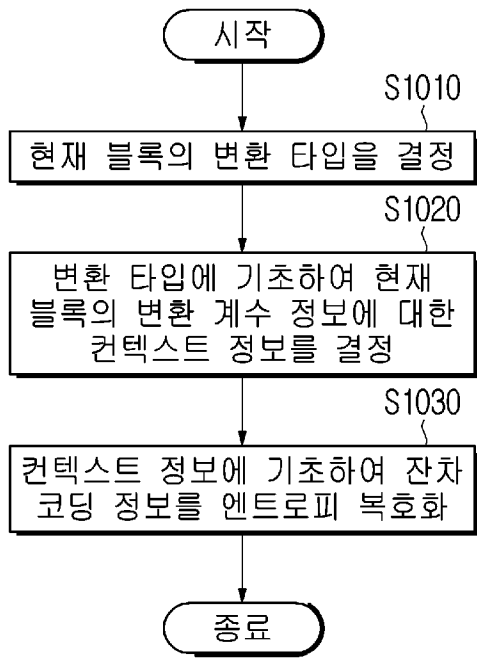 시작
S1010
현재 블록의 변환 타입을 결정
S1020
변환 타입에 기초하여 현재
블록의 변환 계수 정보에 대한
컨텍스트 정보를 결정
S1030
컨텍스트 정보에 기초하여 잔차
코딩 정보를 엔트로피 복호화
종료